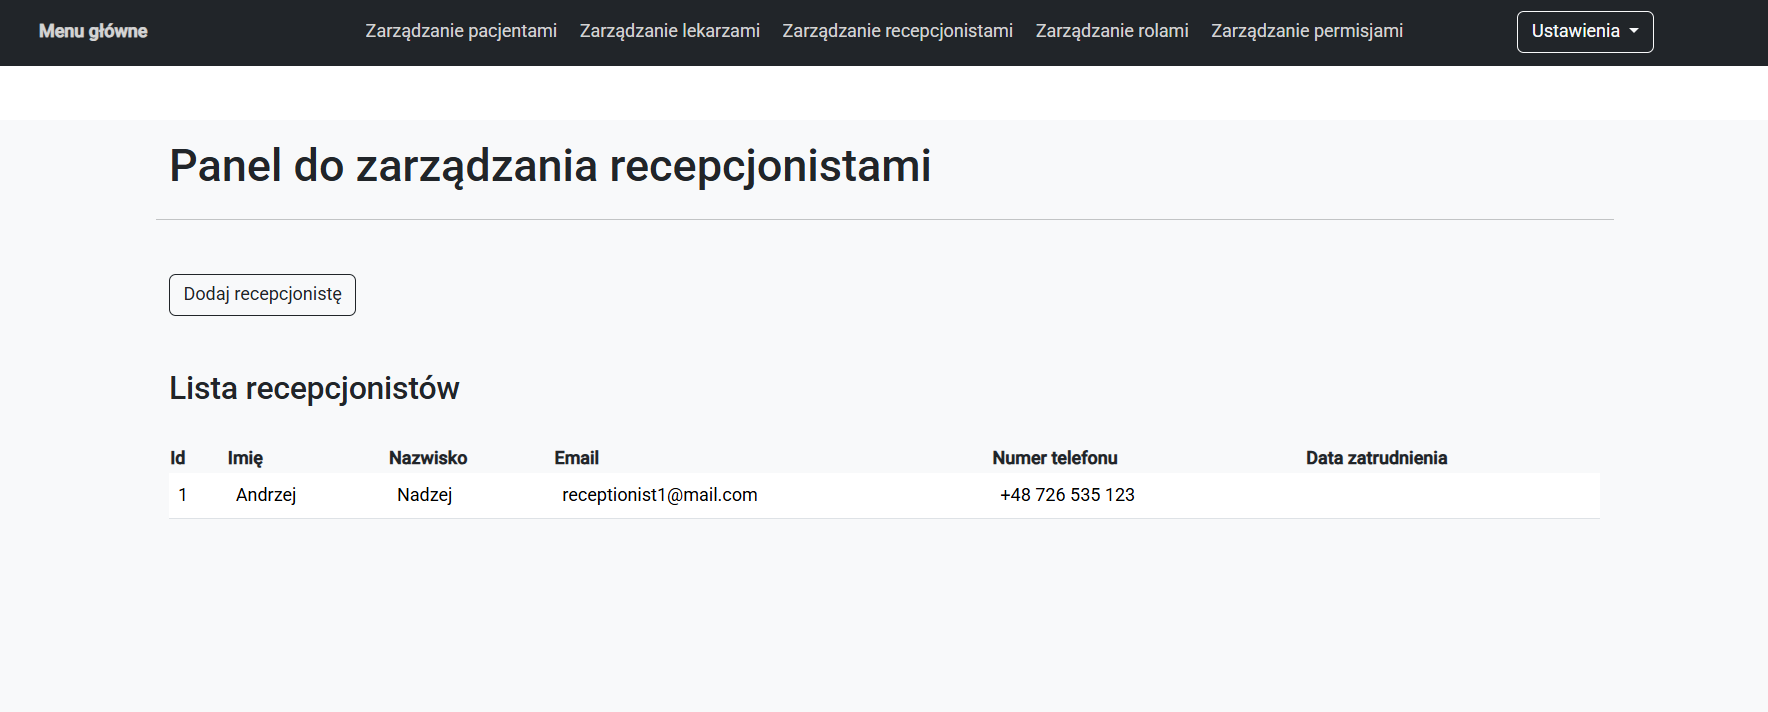 Menu główne Zarządzanie pacjentami Zarządzanie lekarzami Zarządzanie recepcjonistami Zarządzanie rolami Zarządzanie permisjami Ustawienia
Panel do zarządzania recepcjonistami
Dodaj recepcjonistę
Lista recepcjonistów
Id Imię Nazwisko Email Numer telefonu Data zatrudnienia
1 Andrzej Nadzej receptionist1@mail.com +48 726 535 123